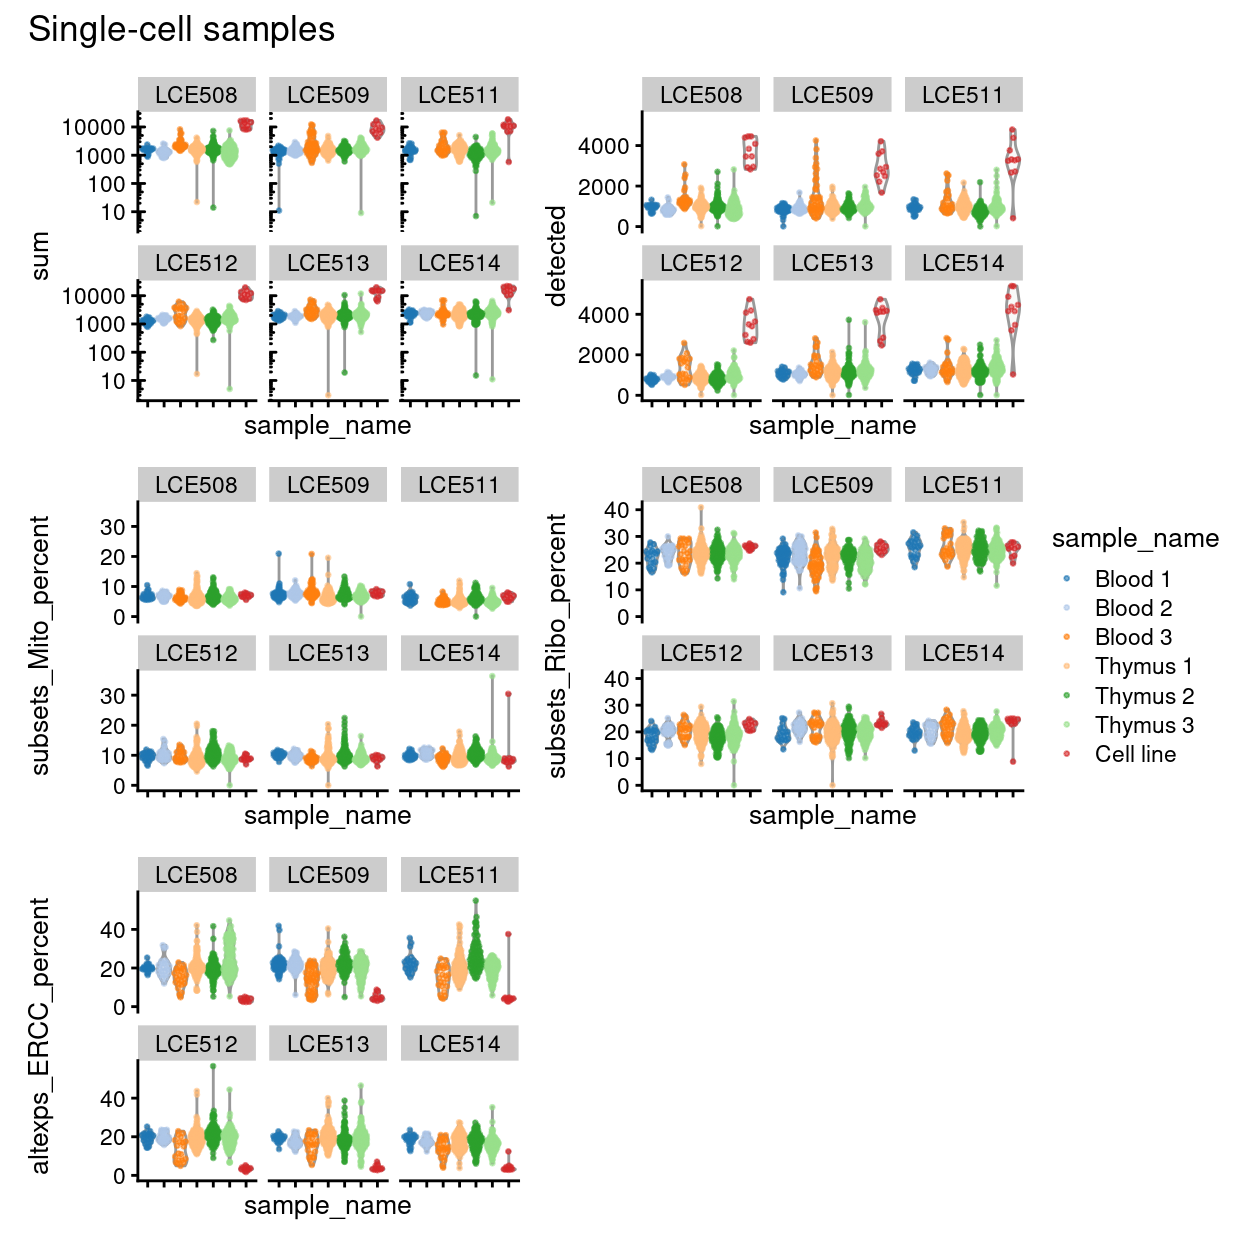 Single-cell samples
LCE508 LCE509 LCE511
10000
1000
100
10
LCE512 LCE513 LCE514
10000
1000
100
10
sum
sample_name
LCE508 LCE509 LCE511
4000
2000
0
LCE512 LCE513 LCE514
4000
2000
0
detected
sample_name
LCE508 LCE509 LCE511
30
20
10
0
LCE512 LCE513 LCE514
30
20
10
0
subsets_Mito_percent
sample_name
LCE508 LCE509 LCE511
40
30
20
10
0
LCE512 LCE513 LCE514
40
30
20
10
0
subsets_Ribo_percent
sample_name
sample_name
Blood 1
Blood 2
Blood 3
Thymus 1
Thymus 2
Thymus 3
Cell line
LCE508 LCE509 LCE511
40
20
0
LCE512 LCE513 LCE514
40
20
0
altexps_ERCC_percent
sample_name